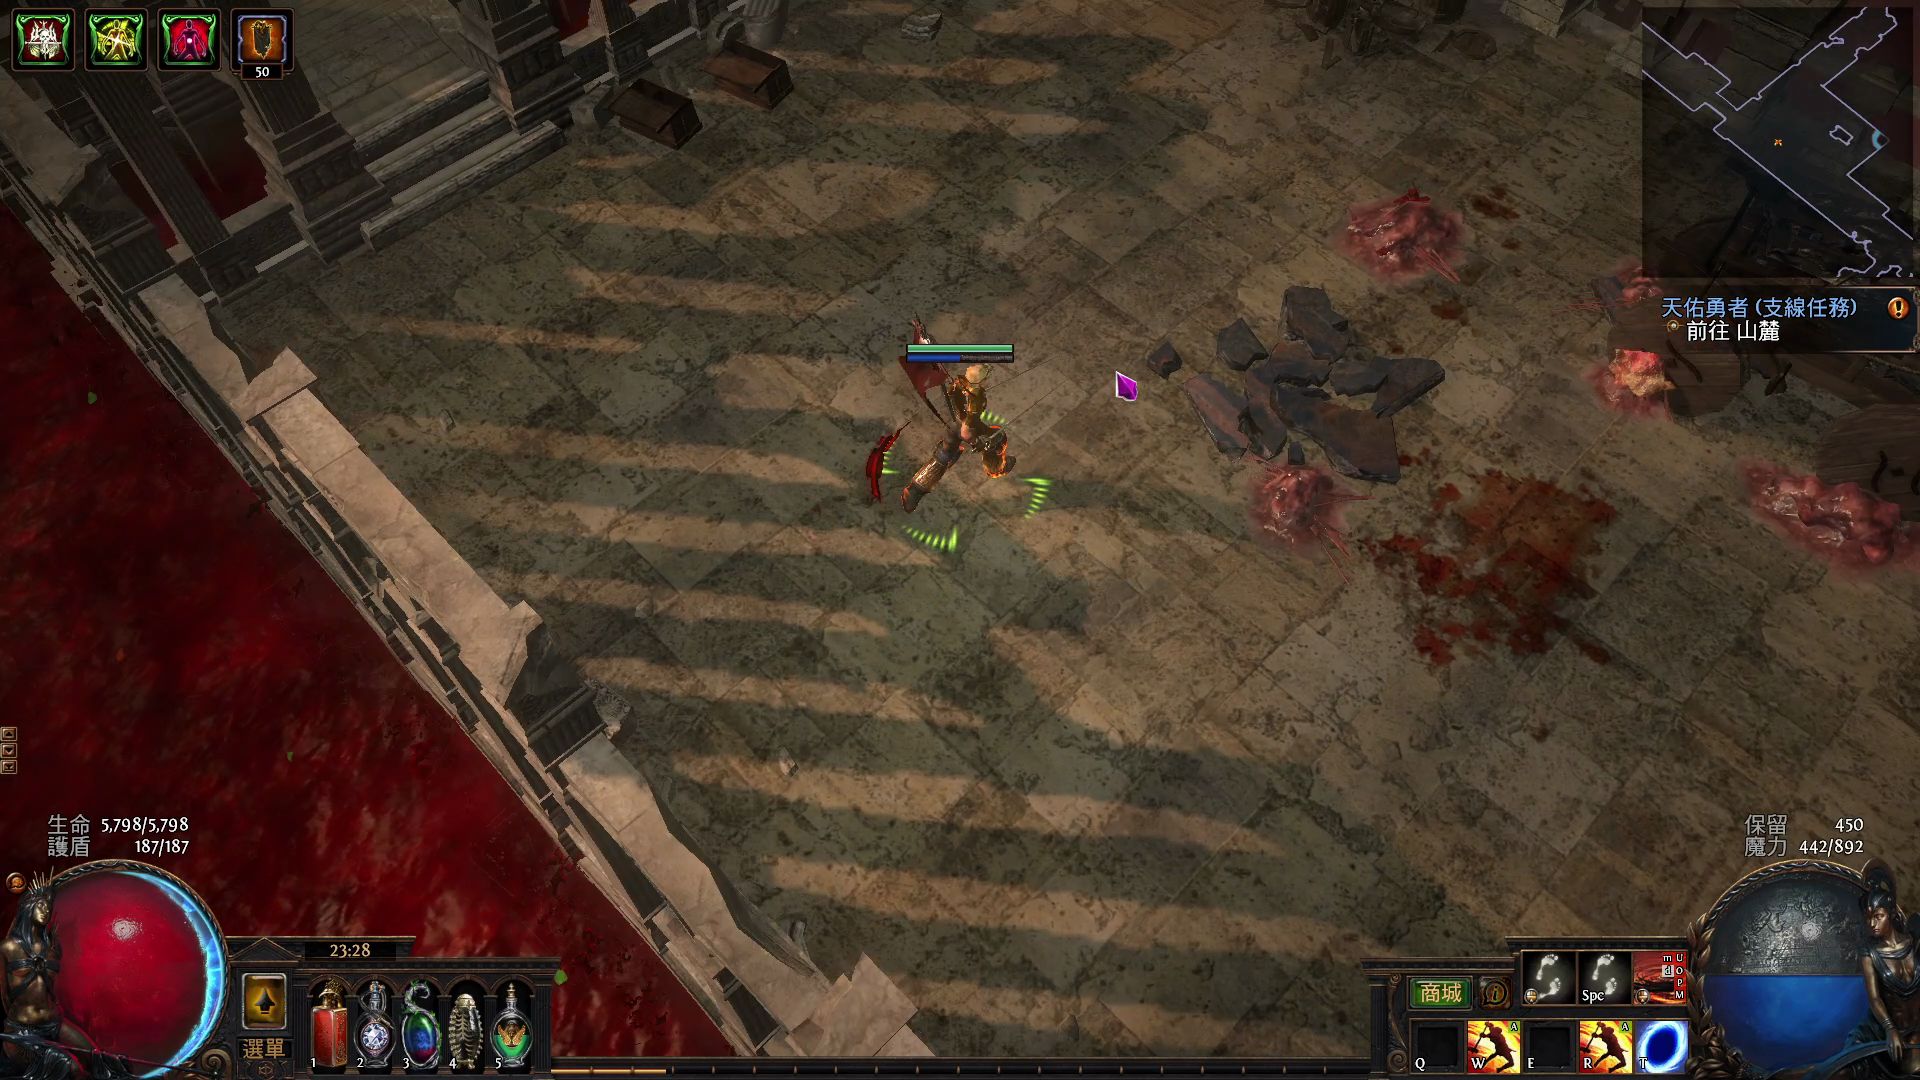 50
天佑勇者 (支線任務)
前往 山麓
生命 5,798/5,798
護盾 187/187
保留 450
魔力 442/892
23:28
選單
1 2 3 4 5
商城
Spc
Q W E R T
A A